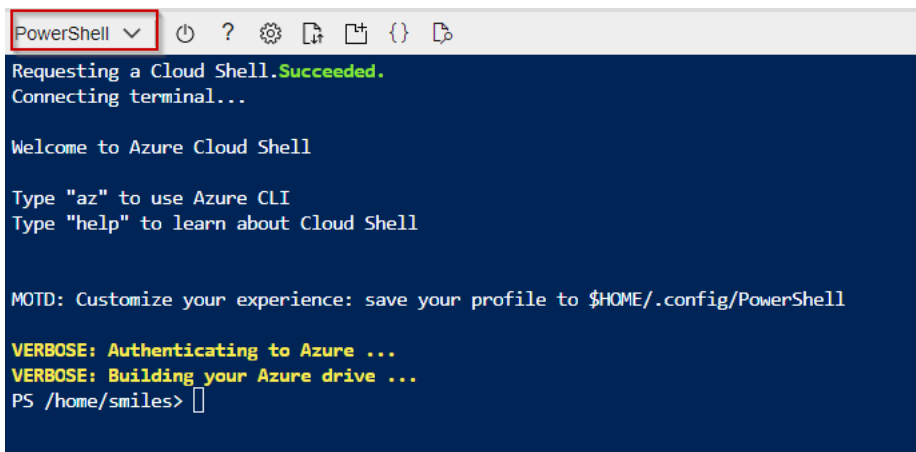 PowerShell
? { }
Requesting a Cloud Shell.Succeeded.
Connecting terminal...
Welcome to Azure Cloud Shell
Type "az" to use Azure CLI
Type "help" to learn about Cloud Shell
MOTD: Customize your experience: save your profile to $HOME/.config/PowerShell
VERBOSE: Authenticating to Azure ...
VERBOSE: Building your Azure drive ...
PS /home/smiles>